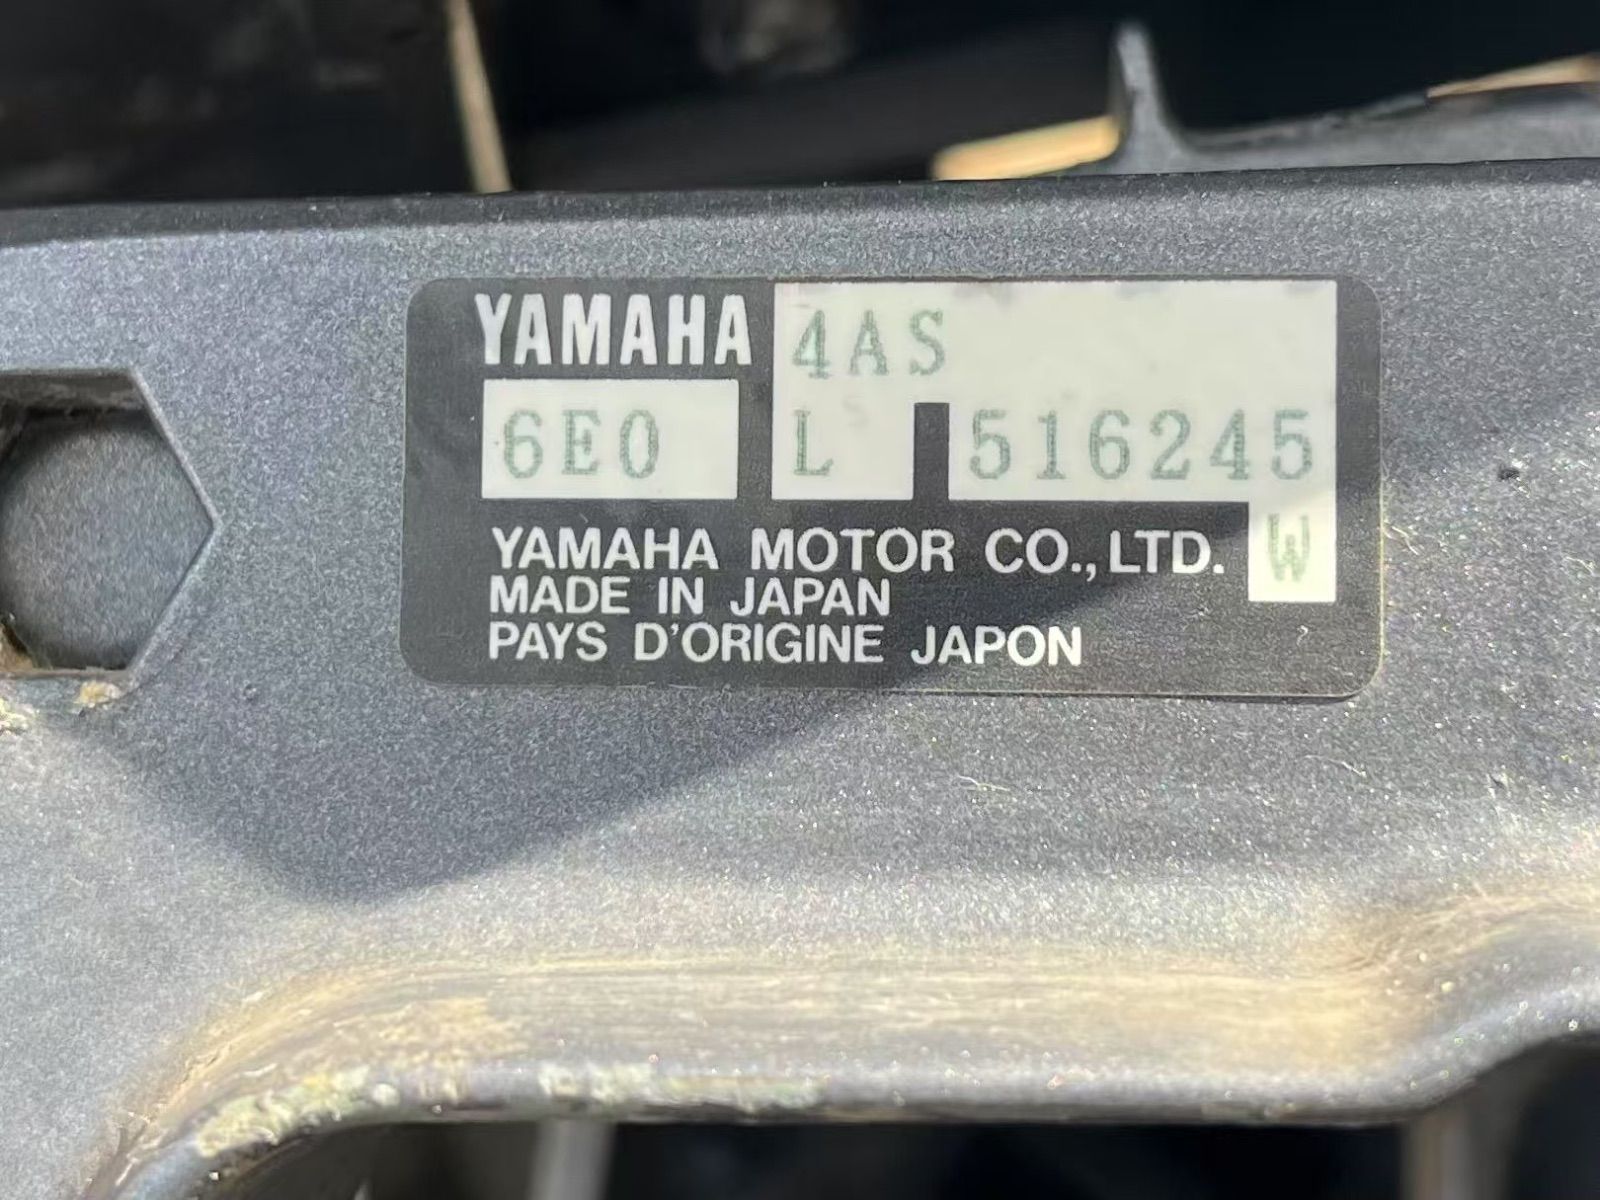 YAMAHA 4AS
6E0 L 516245
YAMAHA MOTOR CO., LTD. W
MADE IN JAPAN
PAYS D'ORIGINE JAPON